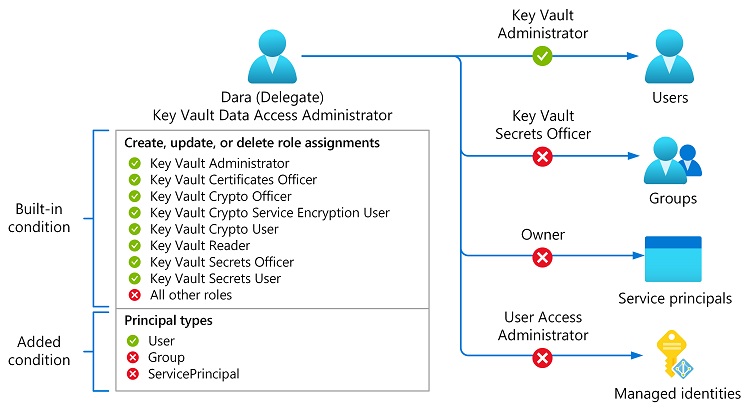 Dara (Delegate)
Key Vault Data Access Administrator
Built-in
condition
Create, update, or delete role assignments
Key Vault Administrator
Key Vault Certificates Officer
Key Vault Crypto Officer
Key Vault Crypto Service Encryption User
Key Vault Crypto User
Key Vault Reader
Key Vault Secrets Officer
Key Vault Secrets User
All other roles
Added
condition
Principal types
User
Group
ServicePrincipal
Key Vault
Administrator
Users
Key Vault
Secrets Officer
Groups
Owner
Service principals
User Access
Administrator
Managed identities